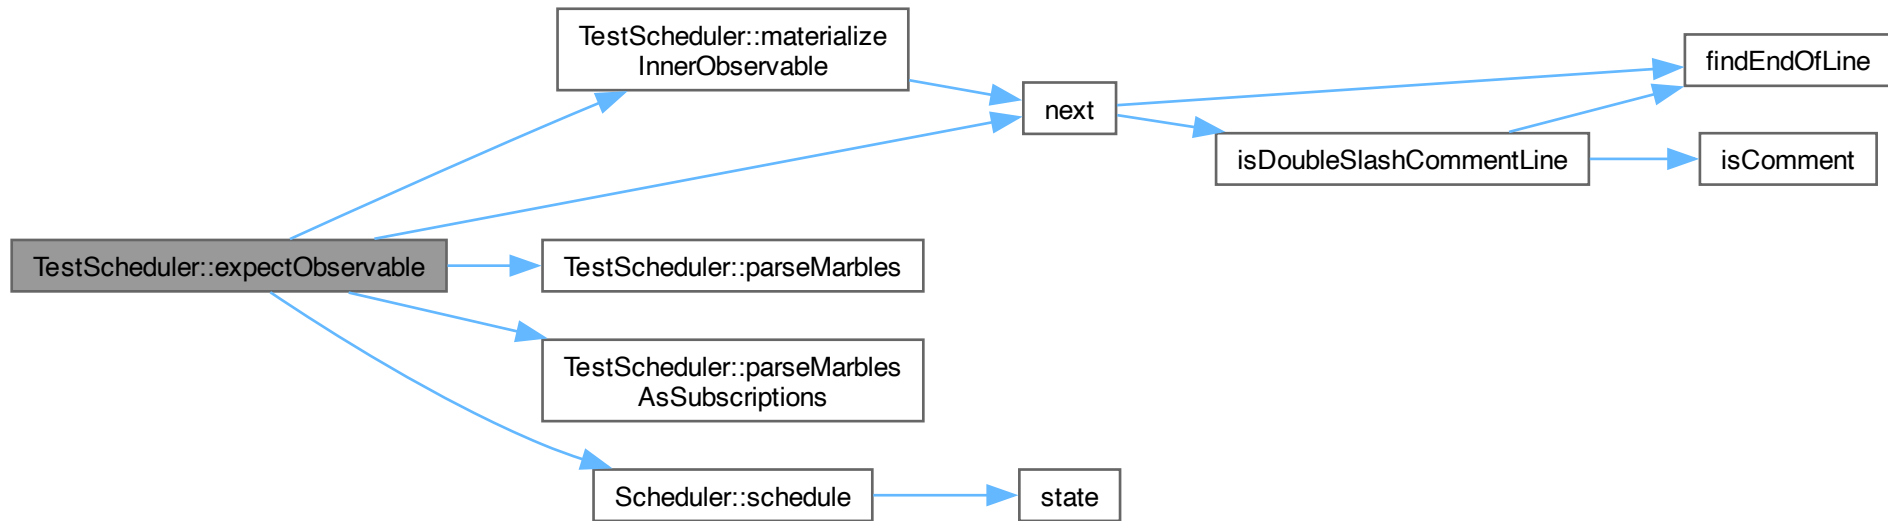 TestScheduler::materialize
InnerObservable
findEndOfLine
next
isDoubleSlashCommentLine
isComment
TestScheduler::expectObservable
TestScheduler::parseMarbles
TestScheduler::parseMarbles
AsSubscriptions
Scheduler::schedule
state